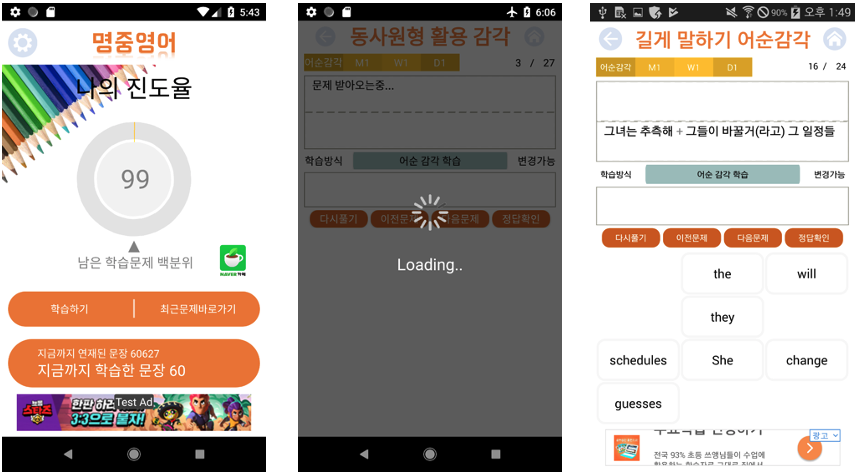 5:43
명중영어
나의 진도율
99
남은 학습문제 백분위
NAVER 카페
학습하기
최근문제바로가기
지금까지 연재된 문장 60627
지금까지 학습한 문장 60
브롤
스타즈
한판 하러
3:3으로 붙자!
Test Ad
6:06
동사원형 활용 감각
어순감각 M1 W1 D1 3 / 27
문제 받아오는중...
학습방식 어순 감각 학습 변경가능
다시풀기 이전문제 다음문제 정답확인
Loading..
90% 오후 1:49
길게 말하기 어순감각
어순감각 M1 W1 D1 16 / 24
그녀는 추측해 + 그들이 바꿀거(라고) 그 일정들
학습방식 어순 감각 학습 변경가능
다시풀기 이전문제 다음문제 정답확인
the will
they
schedules She change
guesses
광고
전국 93% 초등 쓰앵님들이 수업에